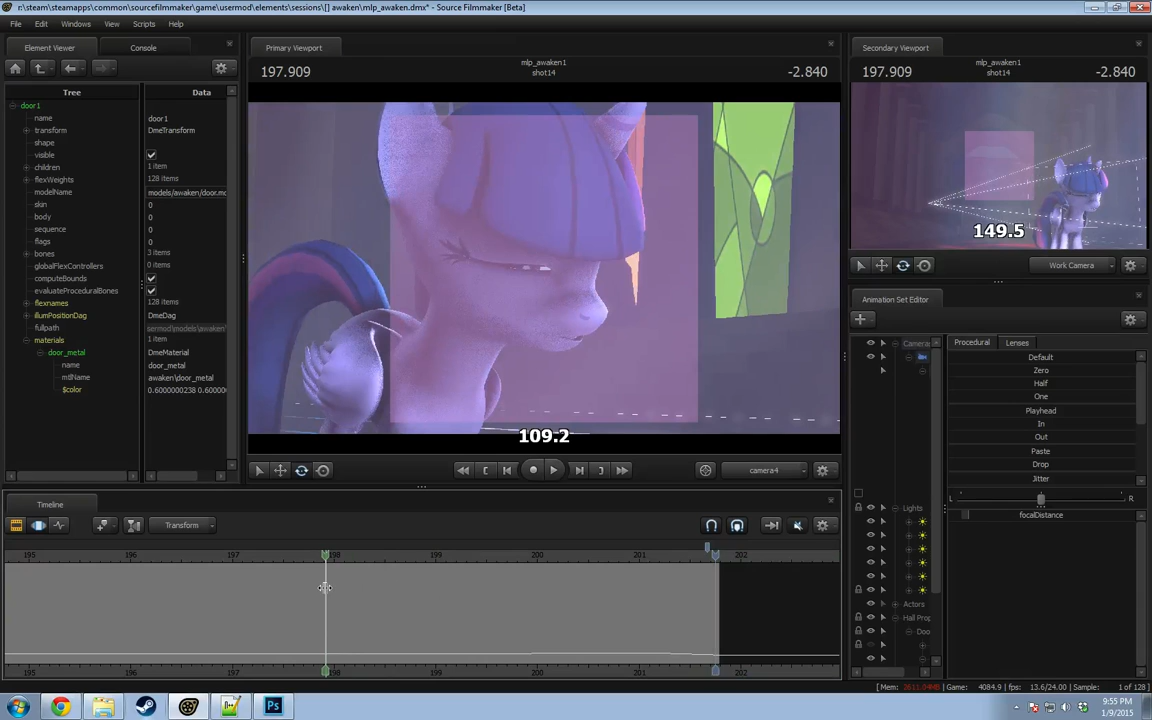 r:\steam\steamapps\common\sourcefilmmaker\game\usermod\elements\sessions\[] awaken\mlp_awaken.dmx* - Source Filmmaker [Beta]
File Edit Windows View Scripts Help
Element Viewer Console
Tree Data
door1
name door1
transform DmeTransform
shape
visible
children 1 item
flexWeights 128 items
modelName models/awaken/door.mc
skin 0
body 0
sequence 0
flags 0
bones 3 items
globalFlexControllers 0 items
computeBounds
evaluateProceduralBones
flexnames 128 items
illumPositionDag DmeDag
fullpath sermod\models\awaken\
materials 1 item
door_metal DmeMaterial
name door_metal
mtlName awaken\door_metal
$color 0.6000000238 0.60000
Primary Viewport
197.909 mlp_awaken1 -2.840
shot14
109.2
camera4
Secondary Viewport
197.909 mlp_awaken1 -2.840
shot14
149.5
Work Camera
Animation Set Editor
Camera
Lights
Actors
Hall Prop
Doo
Procedural Lenses
Default
Zero
Half
One
Playhead
In
Out
Paste
Drop
Jitter
L R
focalDistance
Timeline
Transform
195 196 197 198 199 200 201 202
195 196 197 198 199 200 201 202
[ Mem: 2611.04MB Game: 4084.9 | fps: 13.6/24.00 | Sample: 1 of 128 ]
Ps
9:55 PM
1/9/2015